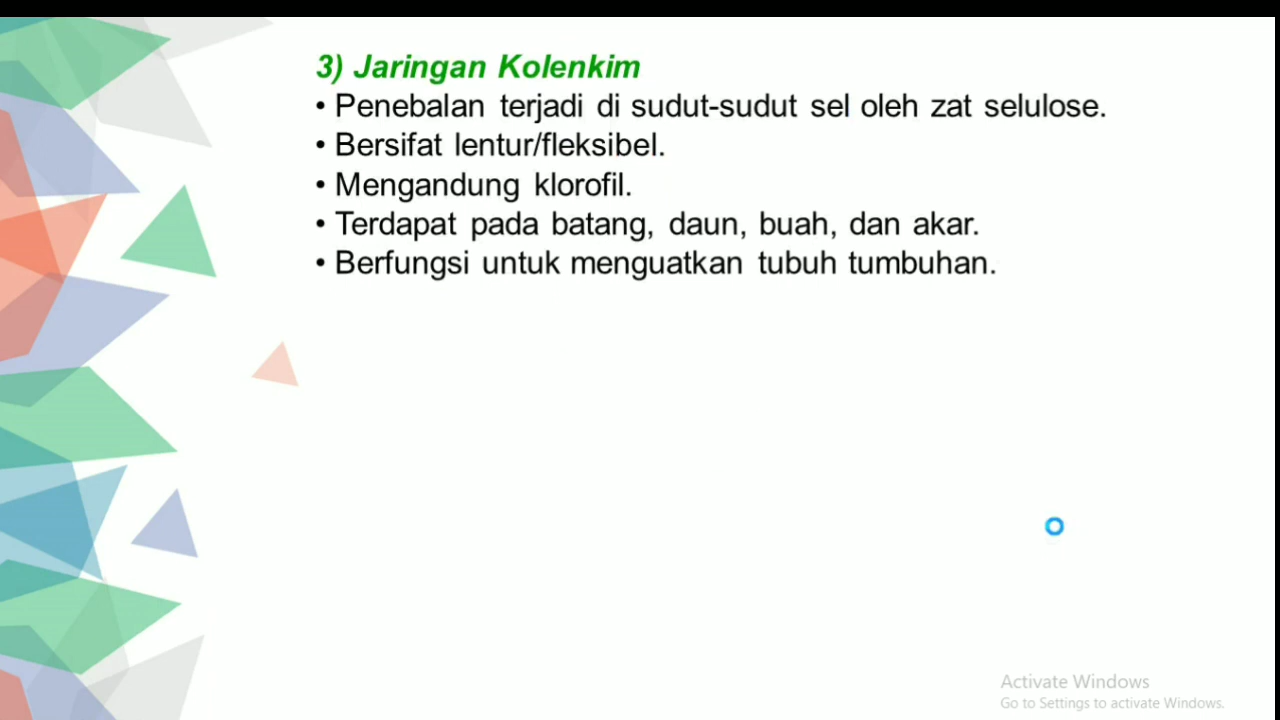 3) Jaringan Kolenkim
• Penebalan terjadi di sudut-sudut sel oleh zat selulose.
• Bersifat lentur/fleksibel.
• Mengandung klorofil.
• Terdapat pada batang, daun, buah, dan akar.
• Berfungsi untuk menguatkan tubuh tumbuhan.
Activate Windows
Go to Settings to activate Windows.